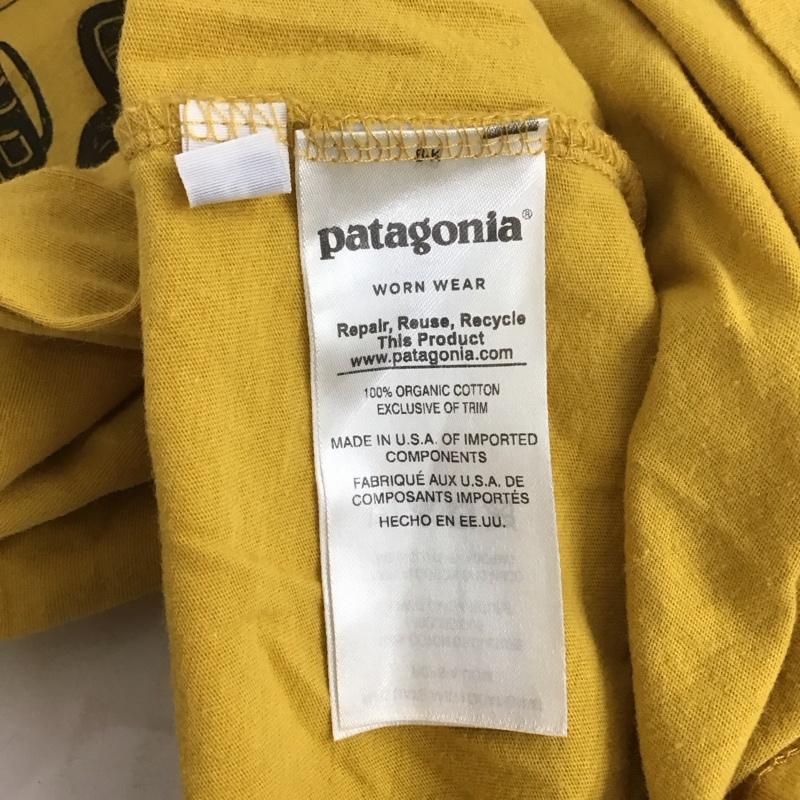 patagonia®
WORN WEAR
Repair, Reuse, Recycle
This Product
www.patagonia.com
100% ORGANIC COTTON
EXCLUSIVE OF TRIM
MADE IN U.S.A. OF IMPORTED
COMPONENTS
FABRIQUÉ AUX U.S.A. DE
COMPOSANTS IMPORTÉS
HECHO EN EE.UU.